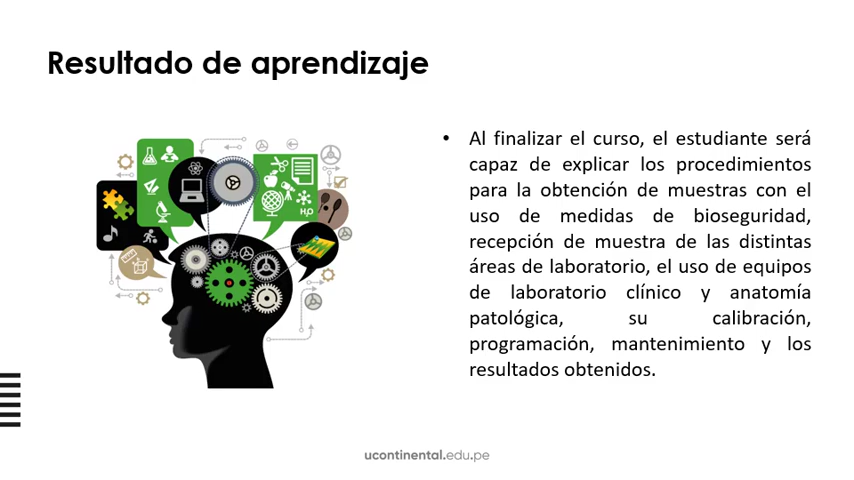 Resultado de aprendizaje
H₂O
• Al finalizar el curso, el estudiante será
capaz de explicar los procedimientos
para la obtención de muestras con el
uso de medidas de bioseguridad,
recepción de muestra de las distintas
áreas de laboratorio, el uso de equipos
de laboratorio clínico y anatomía
patológica, su calibración,
programación, mantenimiento y los
resultados obtenidos.
ucontinental.edu.pe